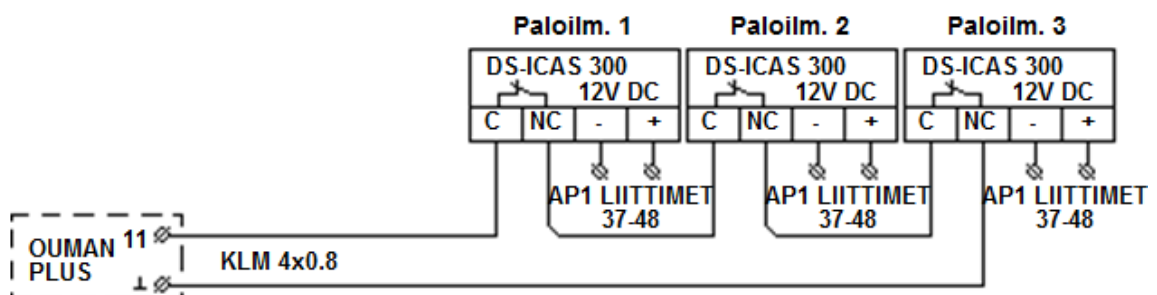 Paloilm. 1 Paloilm. 2 Paloilm. 3
DS-ICAS 300 DS-ICAS 300 DS-ICAS 300
12V DC 12V DC 12V DC
C NC - + C NC - + C NC - +
AP1 LIITTIMET AP1 LIITTIMET AP1 LIITTIMET
37-48 37-48 37-48
OUMAN 11
PLUS KLM 4x0.8
⊥